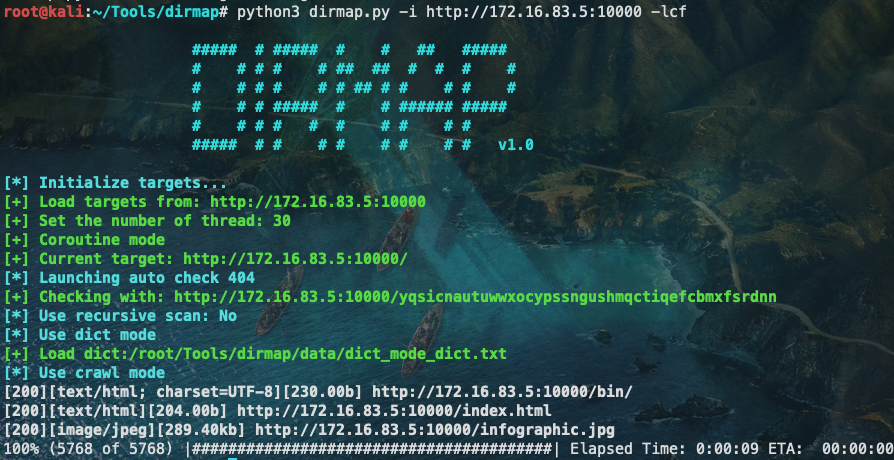 root@kali:~/Tools/dirmap# python3 dirmap.py -i http://172.16.83.5:10000 -lcf
DIRMAP
v1.0
[*] Initialize targets...
[+] Load targets from: http://172.16.83.5:10000
[+] Set the number of thread: 30
[+] Coroutine mode
[+] Current target: http://172.16.83.5:10000/
[*] Launching auto check 404
[+] Checking with: http://172.16.83.5:10000/yqsicnautuwwxocypssngushmqctiqefcbmxfsrdnn
[*] Use recursive scan: No
[*] Use dict mode
[+] Load dict:/root/Tools/dirmap/data/dict_mode_dict.txt
[*] Use crawl mode
[200][text/html; charset=UTF-8][230.00b] http://172.16.83.5:10000/bin/
[200][text/html][204.00b] http://172.16.83.5:10000/index.html
[200][image/jpeg][289.40kb] http://172.16.83.5:10000/infographic.jpg
100% (5768 of 5768) |########################################| Elapsed Time: 0:00:09 ETA:  00:00:00